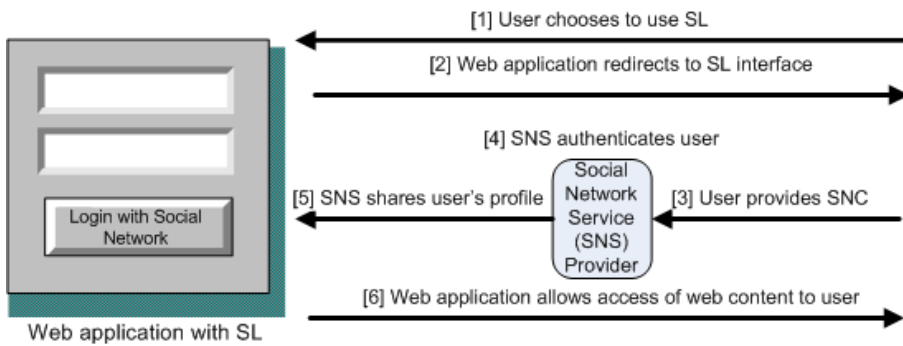 [1] User chooses to use SL
[2] Web application redirects to SL interface
[4] SNS authenticates user
Social
Network
Service
(SNS)
Provider
[5] SNS shares user's profile
[3] User provides SNC
Login with Social
Network
[6] Web application allows access of web content to user
Web application with SL